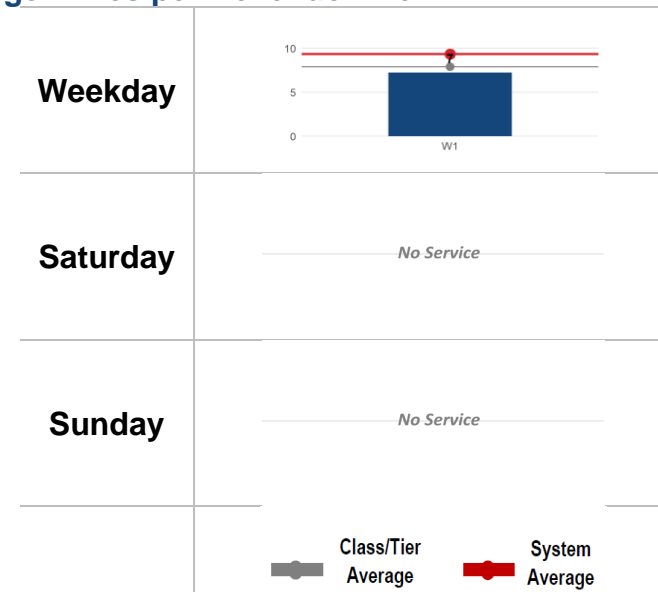 Weekday
10
5
0
W1
Saturday
No Service
Sunday
No Service
Class/Tier
Average
System
Average